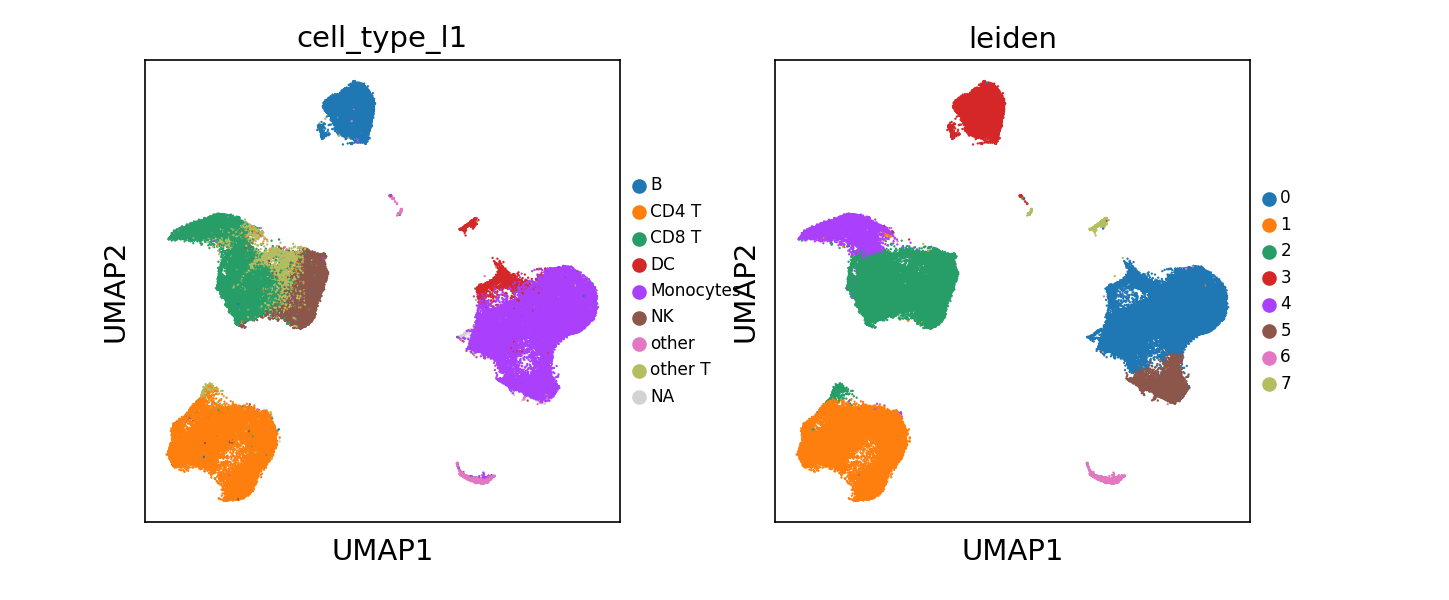 cell_type_l1
UMAP2
UMAP1
B
CD4 T
CD8 T
DC
Monocytes
NK
other
other T
NA
leiden
UMAP2
UMAP1
0
1
2
3
4
5
6
7